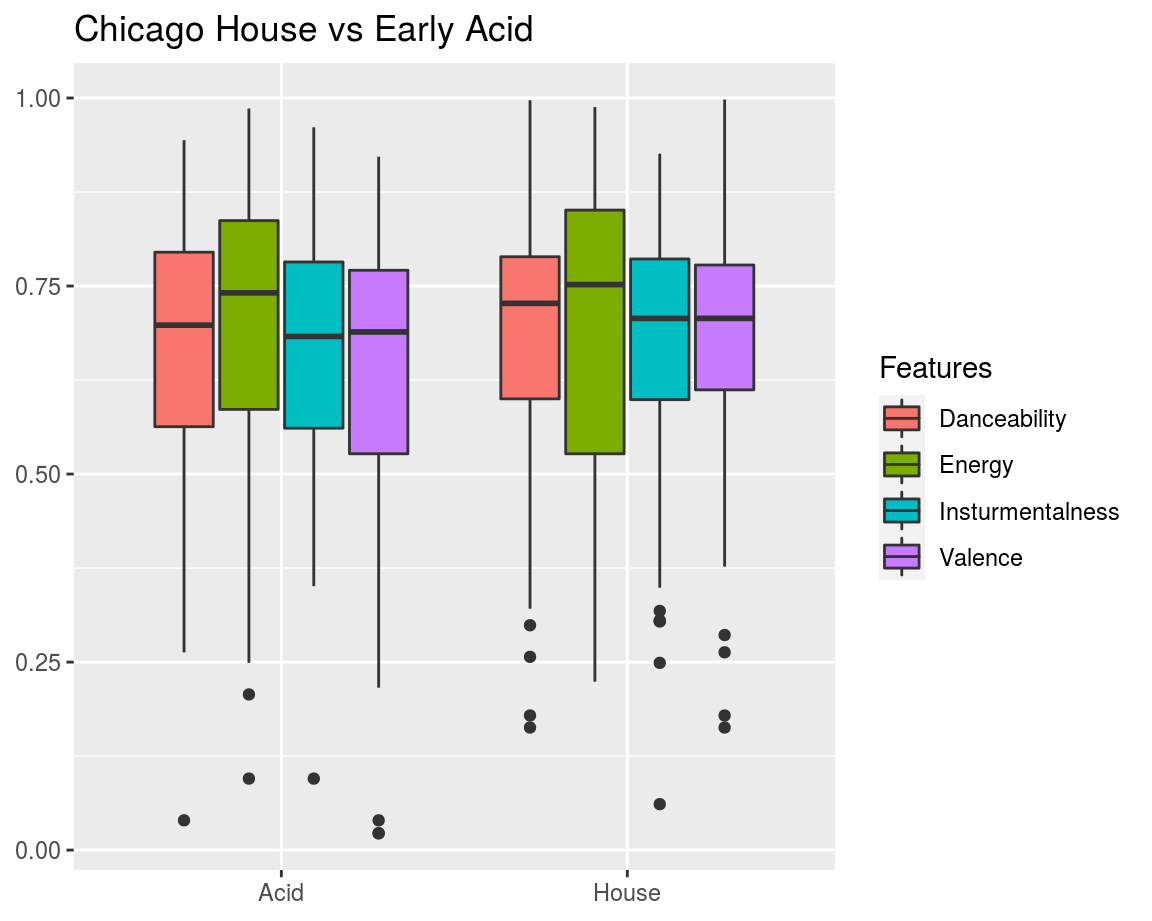 Chicago House vs Early Acid
1.00
0.75
0.50
0.25
0.00
Acid
House
Features
Danceability
Energy
Insturmentalness
Valence